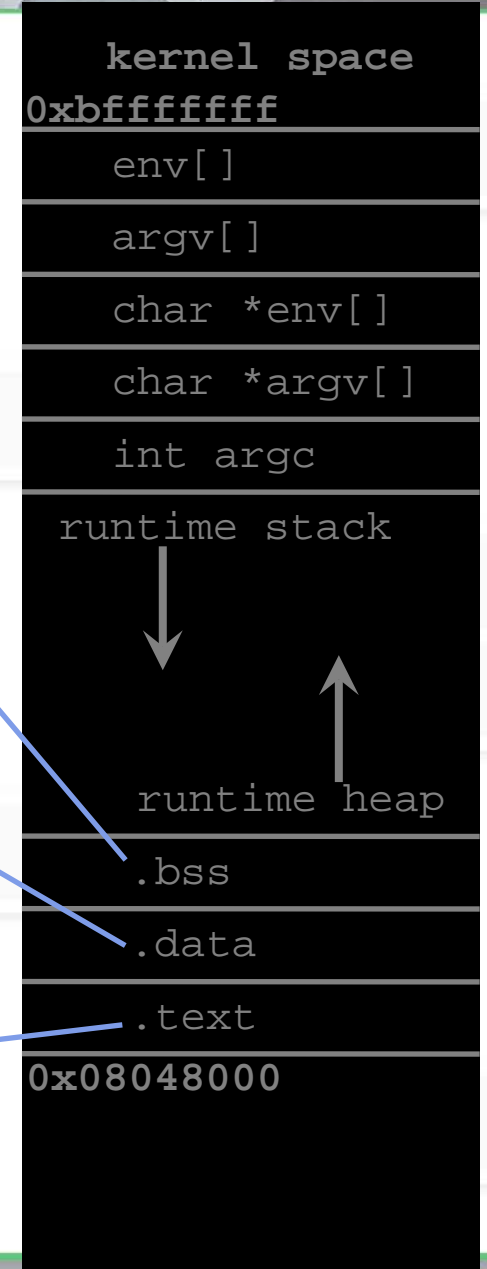 kernel space
0xbfffffff
env[]
argv[]
char *env[]
char *argv[]
int argc
runtime stack
runtime heap
.bss
.data
.text
0x08048000